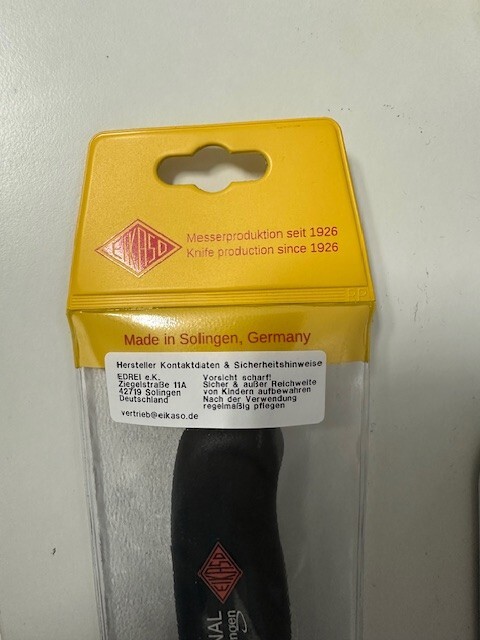 EIKASO
Messerproduktion seit 1926
Knife production since 1926
Made in Solingen, Germany
Hersteller Kontaktdaten & Sicherheitshinweise
EDREI e.K.
Ziegelstraße 11A
42719 Solingen
Deutschland
vertrieb@eikaso.de
Vorsicht scharf!
Sicher & außer Reichweite
von Kindern aufbewahren
Nach der Verwendung
regelmäßig pflegen
EIKASO